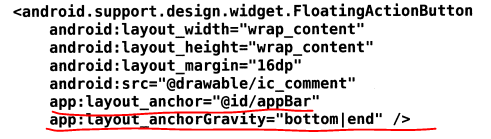 <android.support.design.widget.FloatingActionButton
android:layout_width="wrap_content"
android:layout_height="wrap_content"
android:layout_margin="16dp"
android:src="@drawable/ic_comment"
app:layout_anchor="@id/appBar"
app:layout_anchorGravity="bottom|end" />